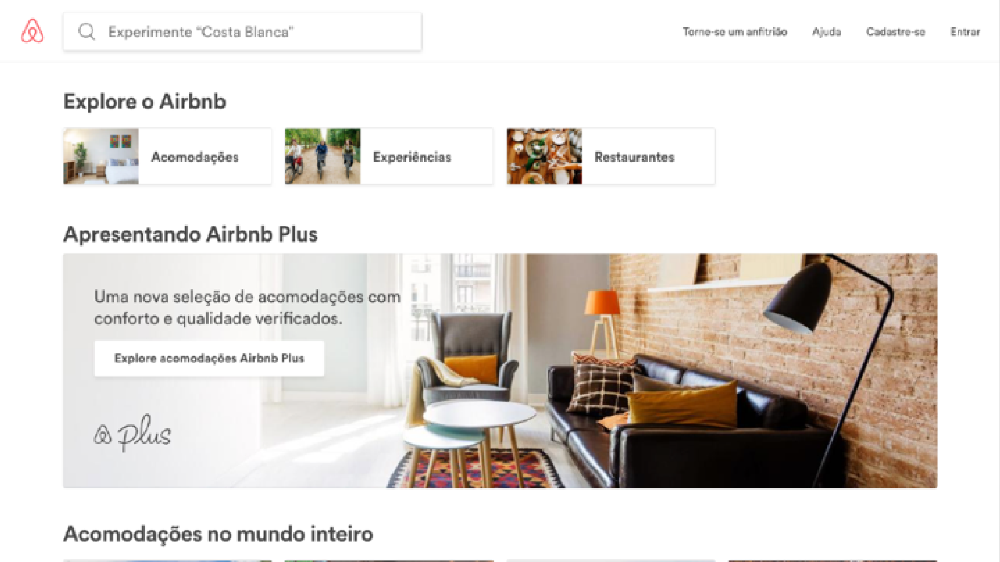 Experimente “Costa Blanca”
Torne-se um anfitrião
Ajuda
Cadastre-se
Entrar
Explore o Airbnb
Acomodações
Experiências
Restaurantes
Apresentando Airbnb Plus
Uma nova seleção de acomodações com
conforto e qualidade verificados.
Explore acomodações Airbnb Plus
plus
Acomodações no mundo inteiro